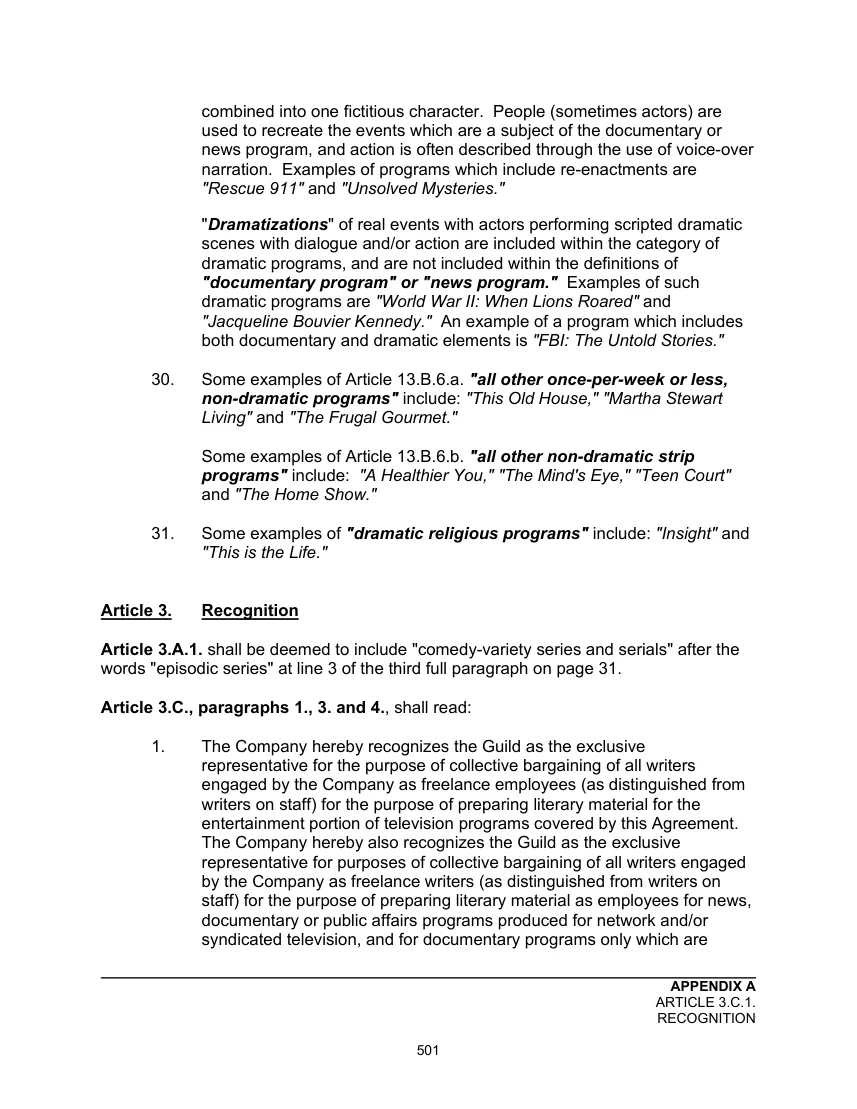 combined into one fictitious character.  People (sometimes actors) are
used to recreate the events which are a subject of the documentary or
news program, and action is often described through the use of voice-over
narration.  Examples of programs which include re-enactments are
"Rescue 911" and "Unsolved Mysteries."
"Dramatizations" of real events with actors performing scripted dramatic
scenes with dialogue and/or action are included within the category of
dramatic programs, and are not included within the definitions of
"documentary program" or "news program."  Examples of such
dramatic programs are "World War II: When Lions Roared" and
"Jacqueline Bouvier Kennedy."  An example of a program which includes
both documentary and dramatic elements is "FBI: The Untold Stories."
30. Some examples of Article 13.B.6.a. "all other once-per-week or less,
non-dramatic programs" include: "This Old House," "Martha Stewart
Living" and "The Frugal Gourmet."
Some examples of Article 13.B.6.b. "all other non-dramatic strip
programs" include:  "A Healthier You," "The Mind's Eye," "Teen Court"
and "The Home Show."
31. Some examples of "dramatic religious programs" include: "Insight" and
"This is the Life."
Article 3. Recognition
Article 3.A.1. shall be deemed to include "comedy-variety series and serials" after the
words "episodic series" at line 3 of the third full paragraph on page 31.
Article 3.C., paragraphs 1., 3. and 4., shall read:
1. The Company hereby recognizes the Guild as the exclusive
representative for the purpose of collective bargaining of all writers
engaged by the Company as freelance employees (as distinguished from
writers on staff) for the purpose of preparing literary material for the
entertainment portion of television programs covered by this Agreement.
The Company hereby also recognizes the Guild as the exclusive
representative for purposes of collective bargaining of all writers engaged
by the Company as freelance writers (as distinguished from writers on
staff) for the purpose of preparing literary material as employees for news,
documentary or public affairs programs produced for network and/or
syndicated television, and for documentary programs only which are
APPENDIX A
ARTICLE 3.C.1.
RECOGNITION
501